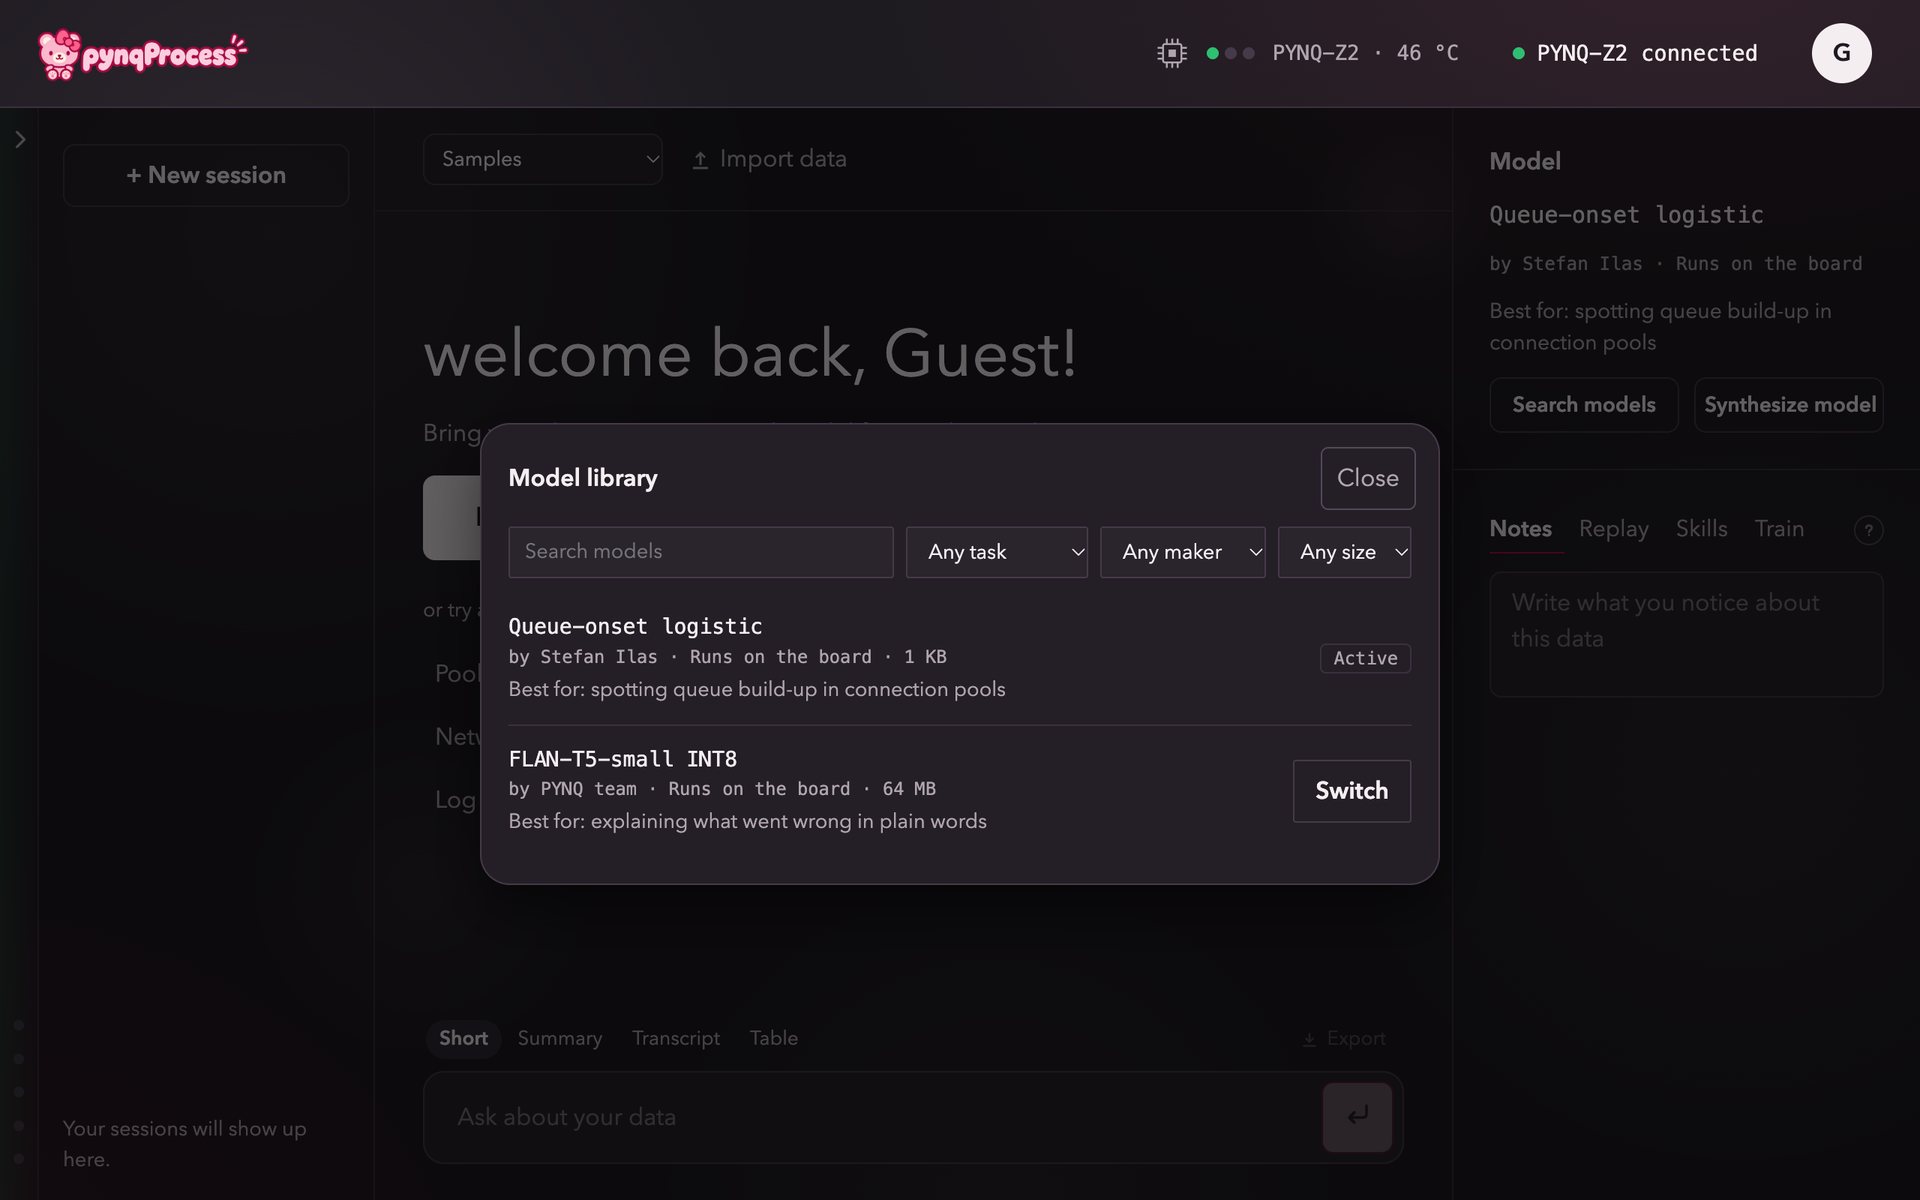 pynqProcess
PYNQ-Z2 · 46 °C
PYNQ-Z2 connected
G
+ New session
Samples
Import data
welcome back, Guest!
Bring
or try
Pool
Log
Your sessions will show up
here.
Model library
Close
Search models
Any task
Any maker
Any size
Queue-onset logistic
by Stefan Ilas · Runs on the board · 1 KB
Best for: spotting queue build-up in connection pools
Active
FLAN-T5-small INT8
by PYNQ team · Runs on the board · 64 MB
Best for: explaining what went wrong in plain words
Switch
Short
Summary
Transcript
Table
Export
Ask about your data
Model
Queue-onset logistic
by Stefan Ilas · Runs on the board
Best for: spotting queue build-up in
connection pools
Search models
Synthesize model
Notes
Replay
Skills
Train
?
Write what you notice about
this data